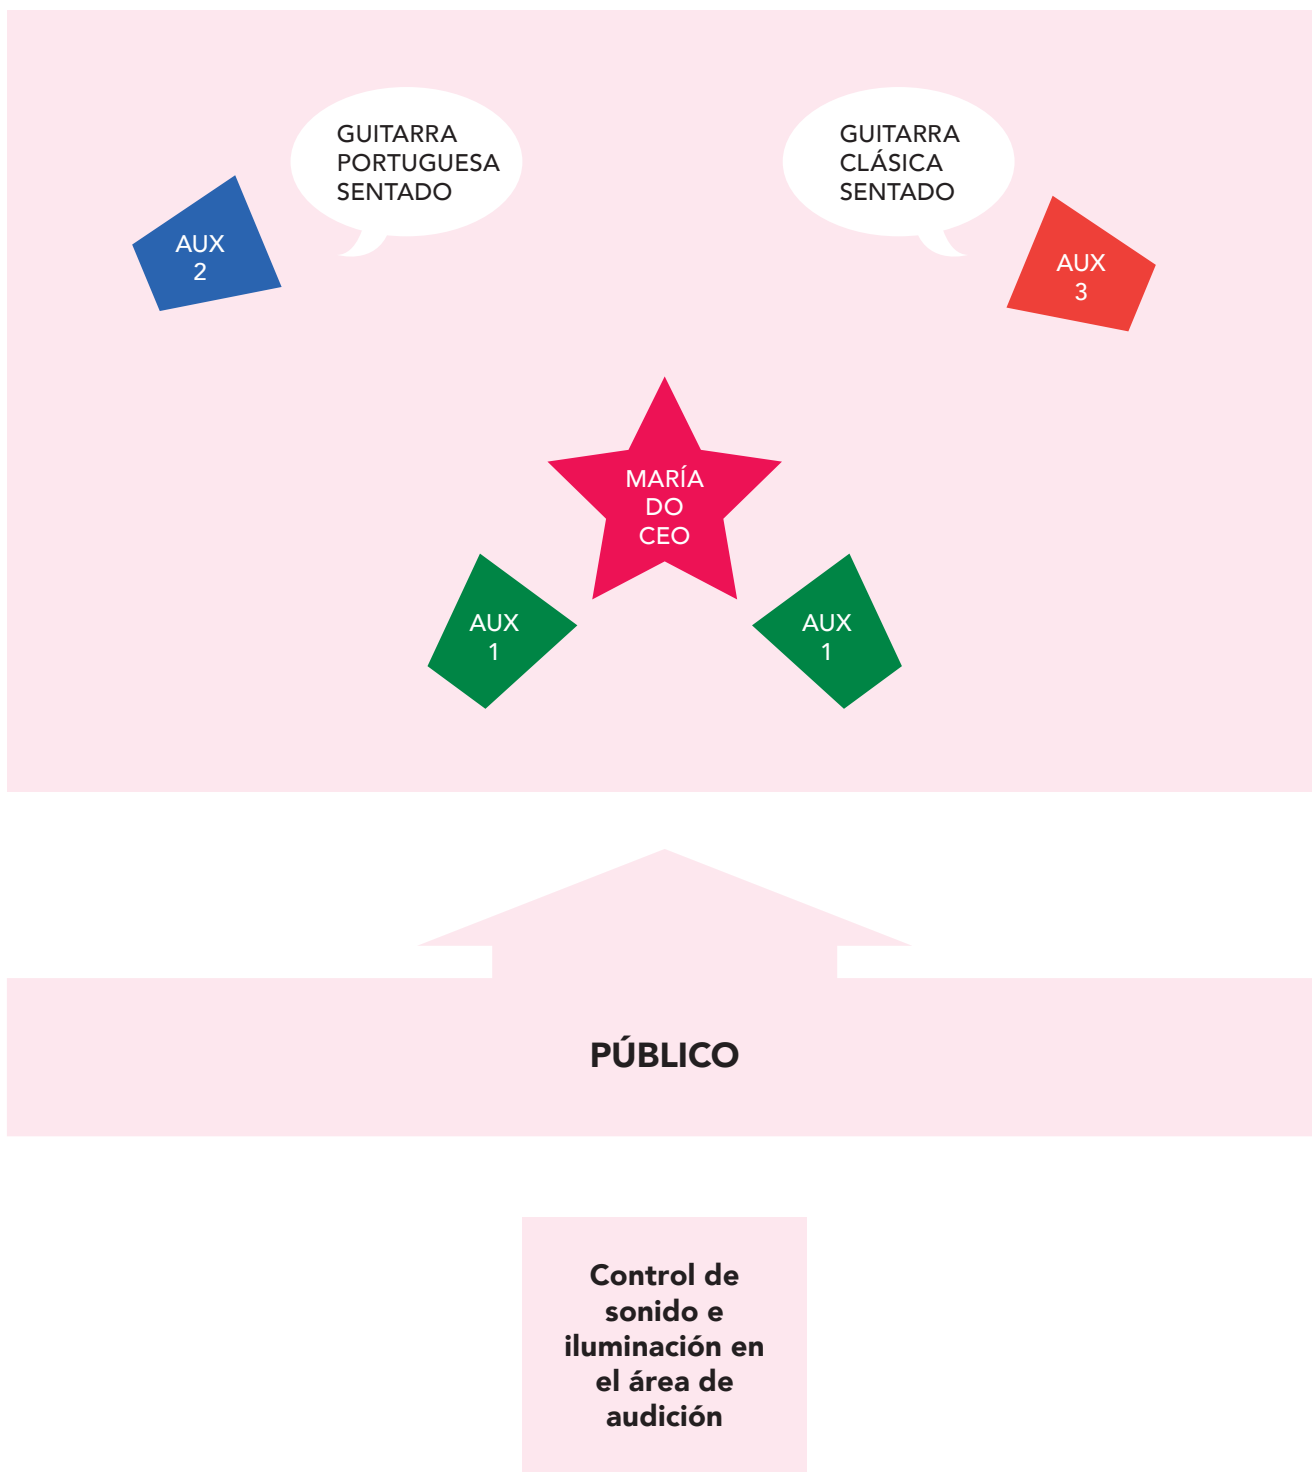 GUITARRA
PORTUGUESA
SENTADO
GUITARRA
CLÁSICA
SENTADO
AUX
2
AUX
3
MARÍA
DO
CEO
AUX
1
AUX
1
PÚBLICO
Control de
sonido e
iluminación en
el área de
audición